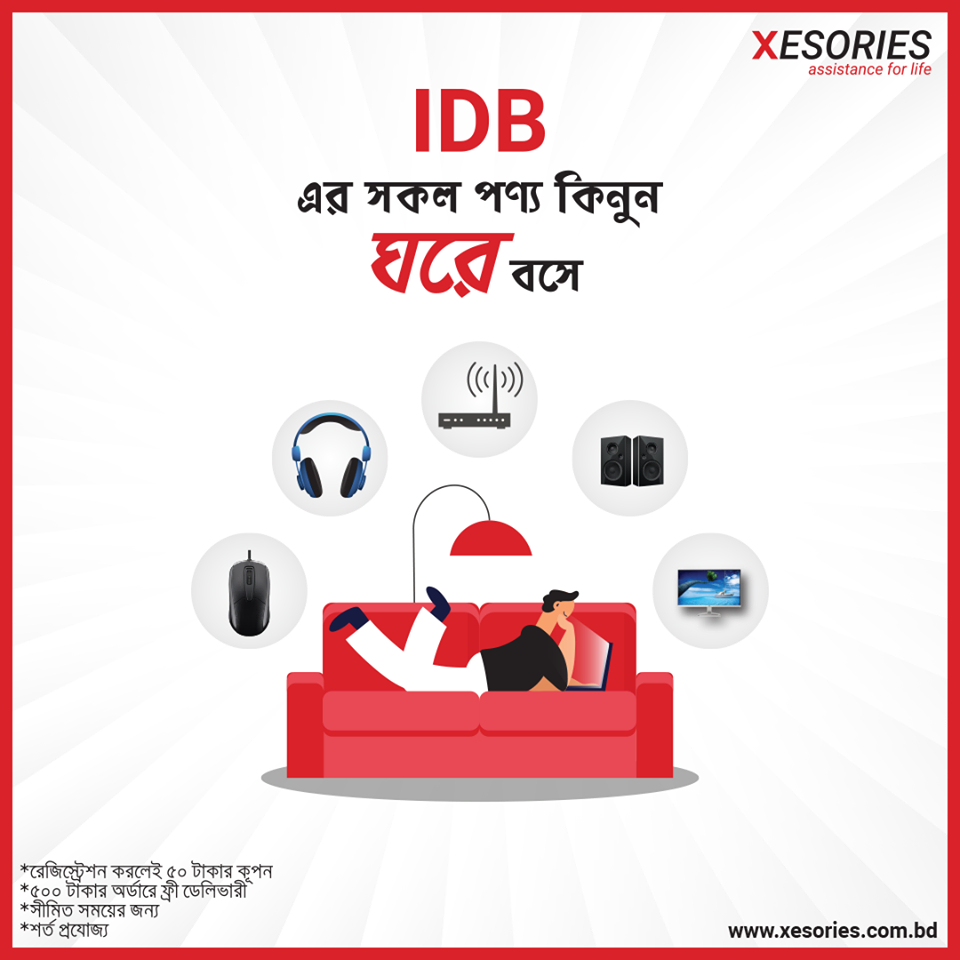 XESORIES
assistance for life
IDB
এর সকল পণ্য কিনুন
ঘরে বসে
*রেজিস্ট্রেশন করলেই ৫০ টাকার কূপন
*৫০০ টাকার অর্ডারে ফ্রী ডেলিভারী
*সীমিত সময়ের জন্য
*শর্ত প্রযোজ্য
www.xesories.com.bd